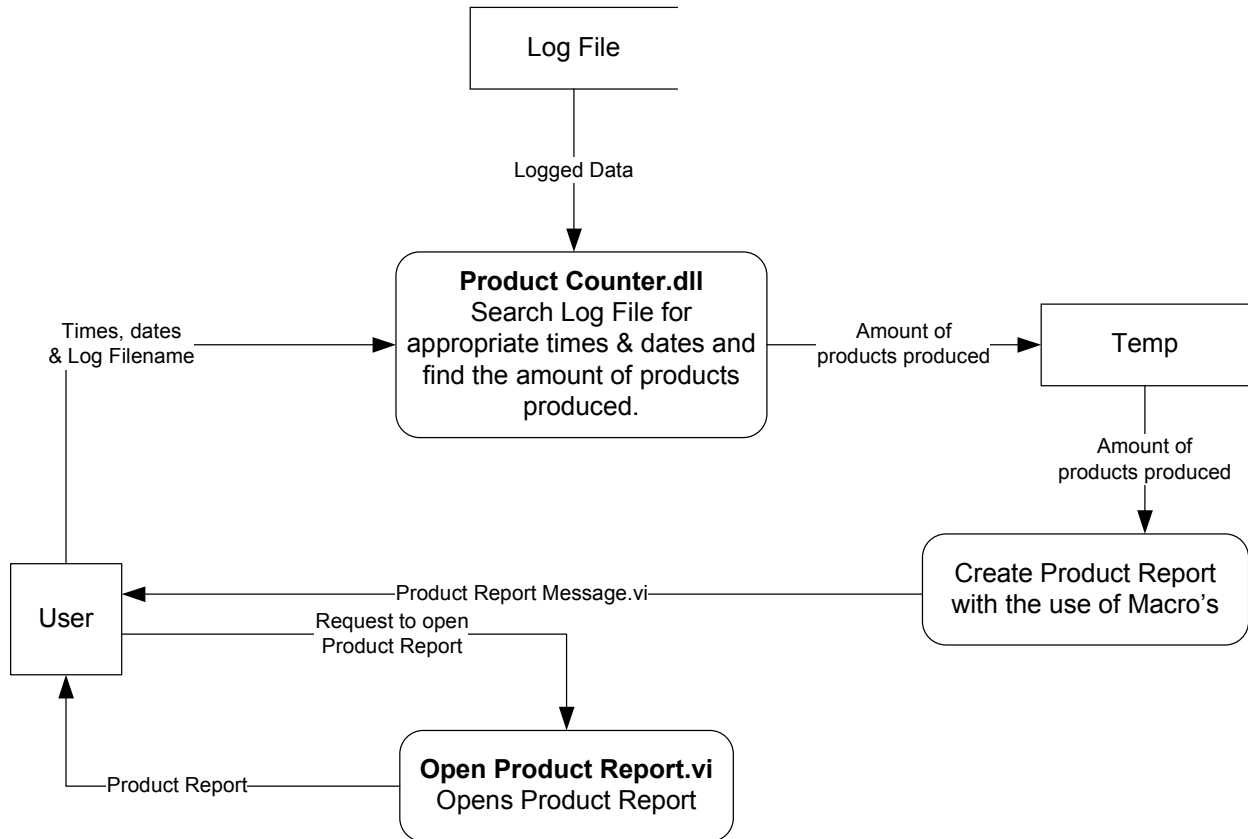 Log File
Logged Data
Product Counter.dll
Search Log File for
appropriate times & dates and
find the amount of products
produced.
Times, dates
& Log Filename
Amount of
products produced
Temp
Amount of
products produced
Create Product Report
with the use of Macro’s
User
Product Report Message.vi
Request to open
Product Report
Open Product Report.vi
Opens Product Report
Product Report